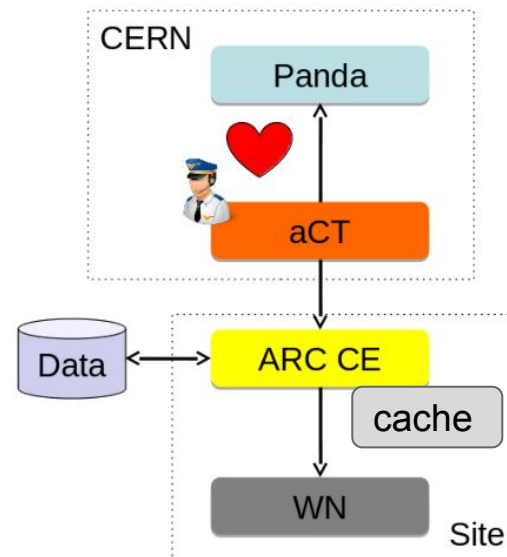 CERN
Panda
aCT
Data
ARC CE
cache
WN
Site